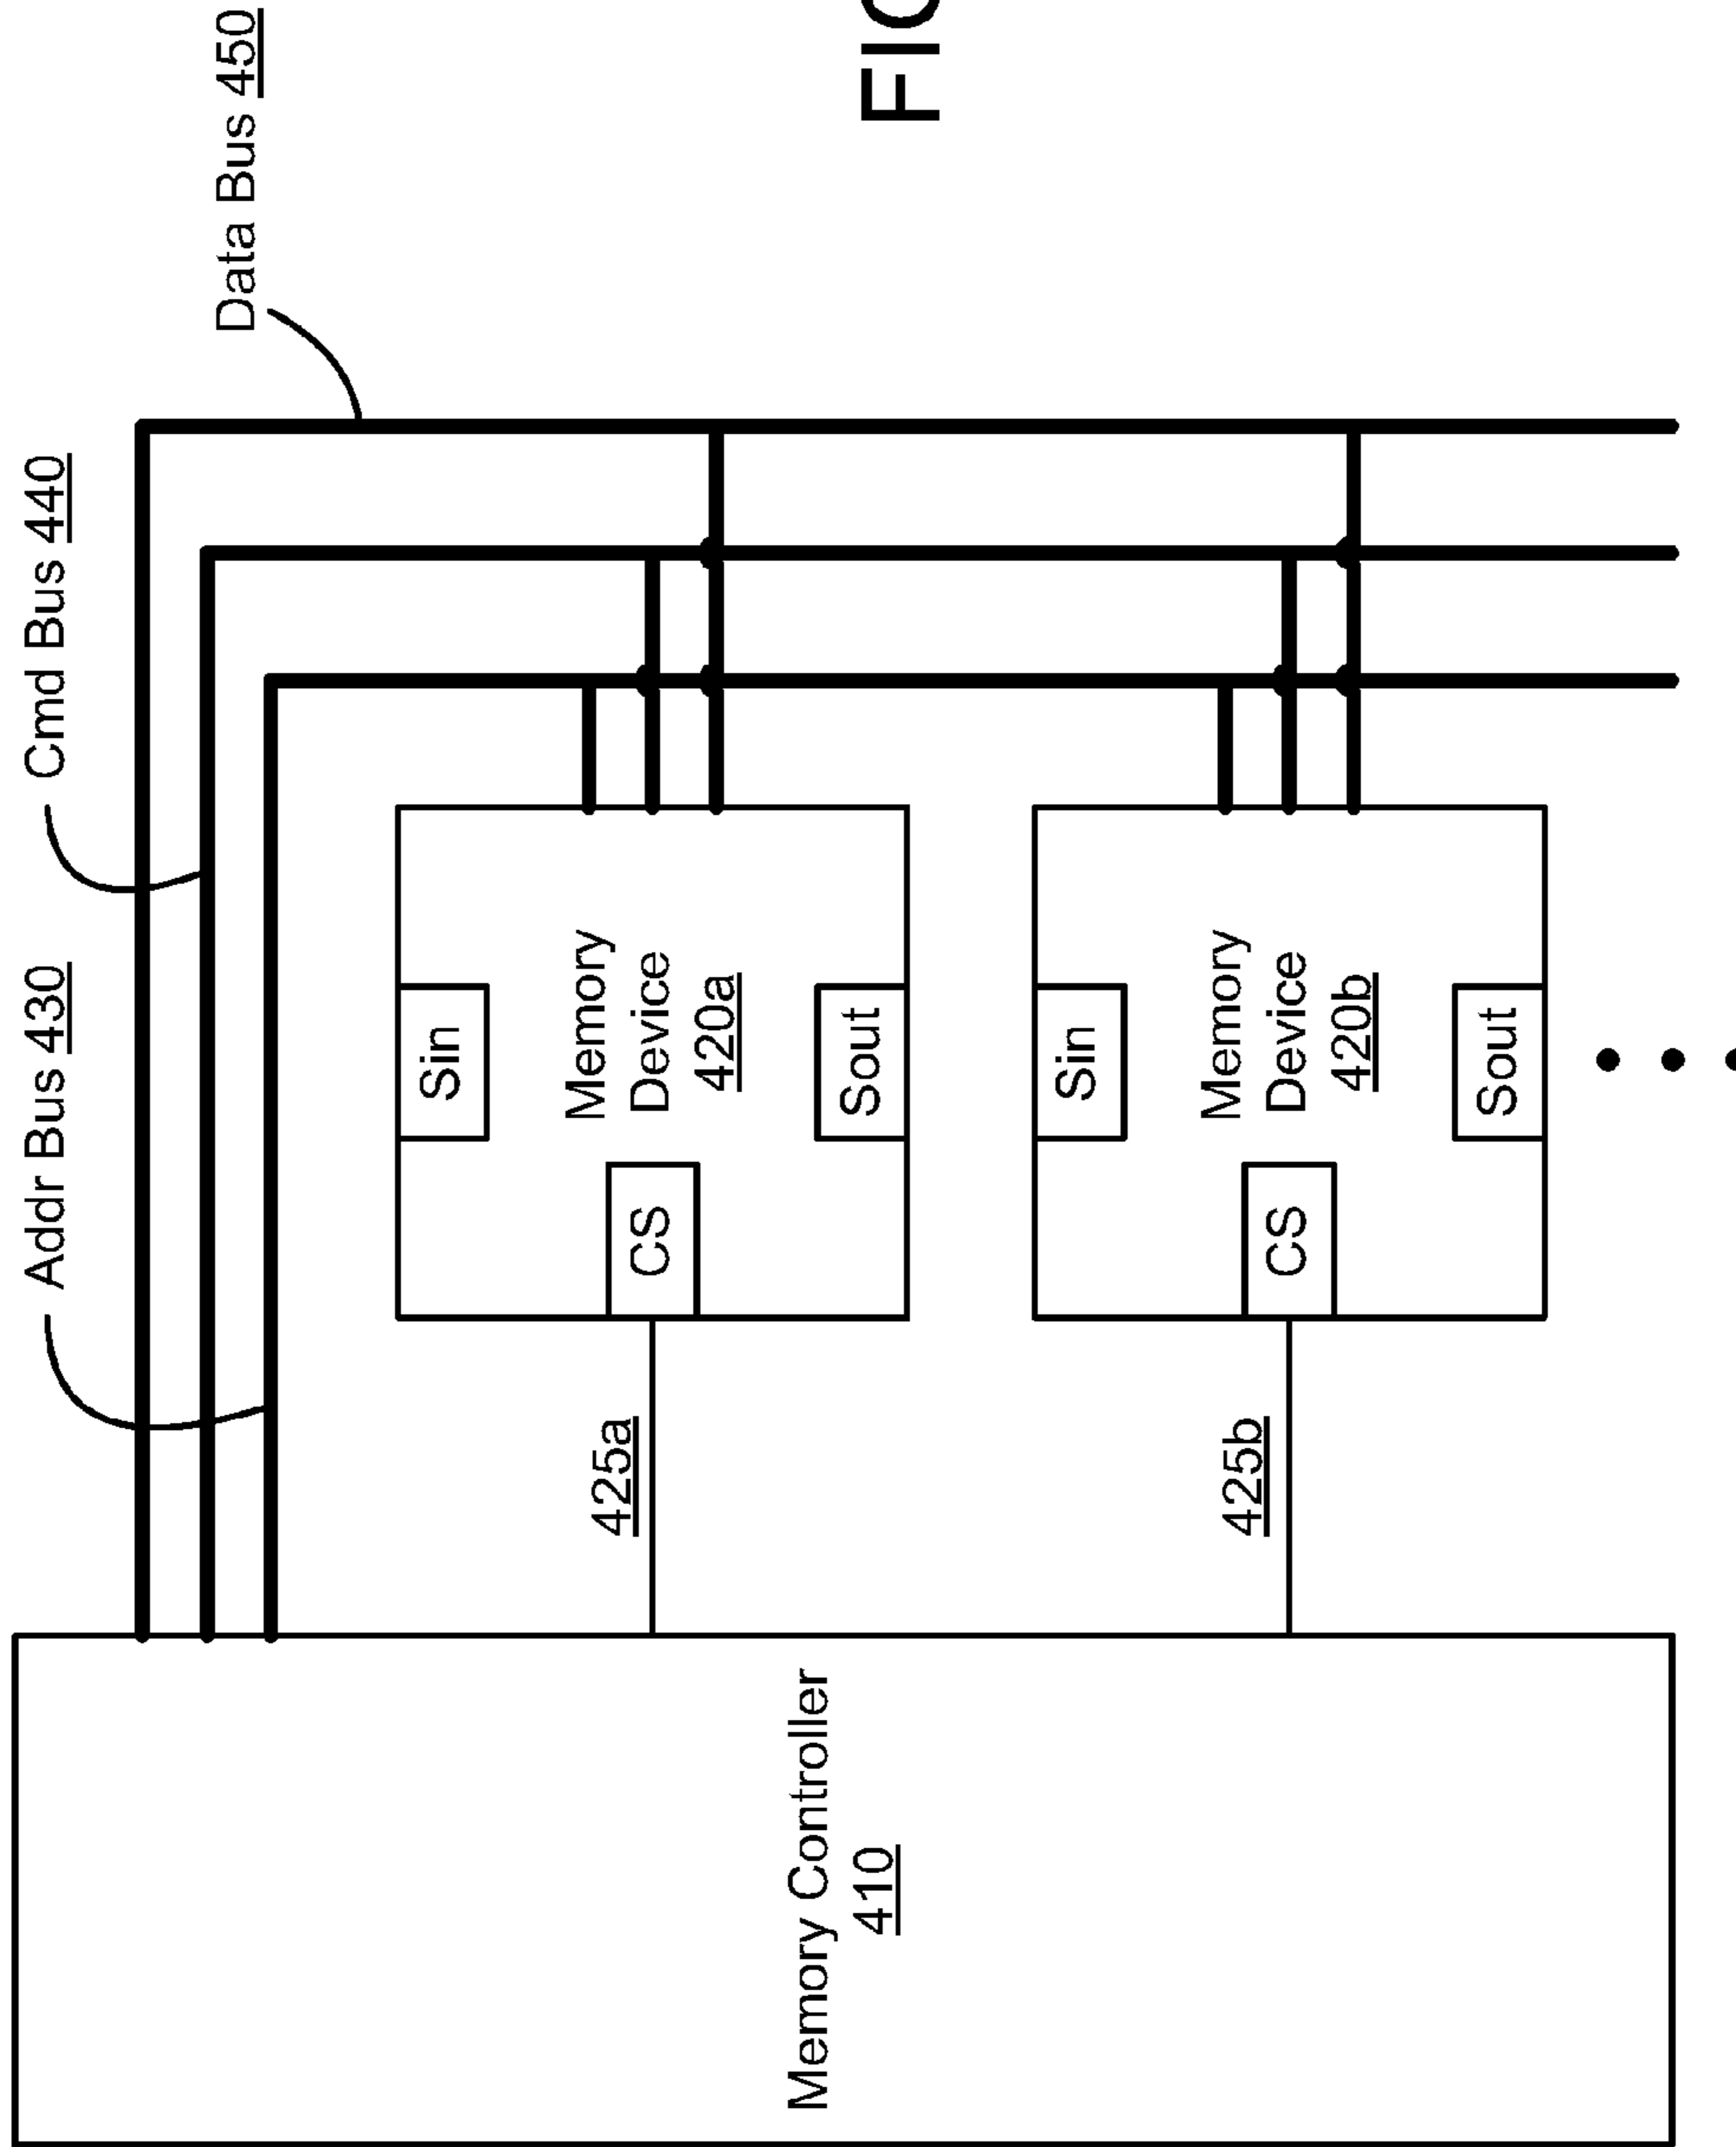 Addr Bus 430
Cmd Bus 440
Data Bus 450
Memory Controller
410
425a
CS
Sin
Memory
Device
420a
Sout
425b
CS
Sin
Memory
Device
420b
Sout